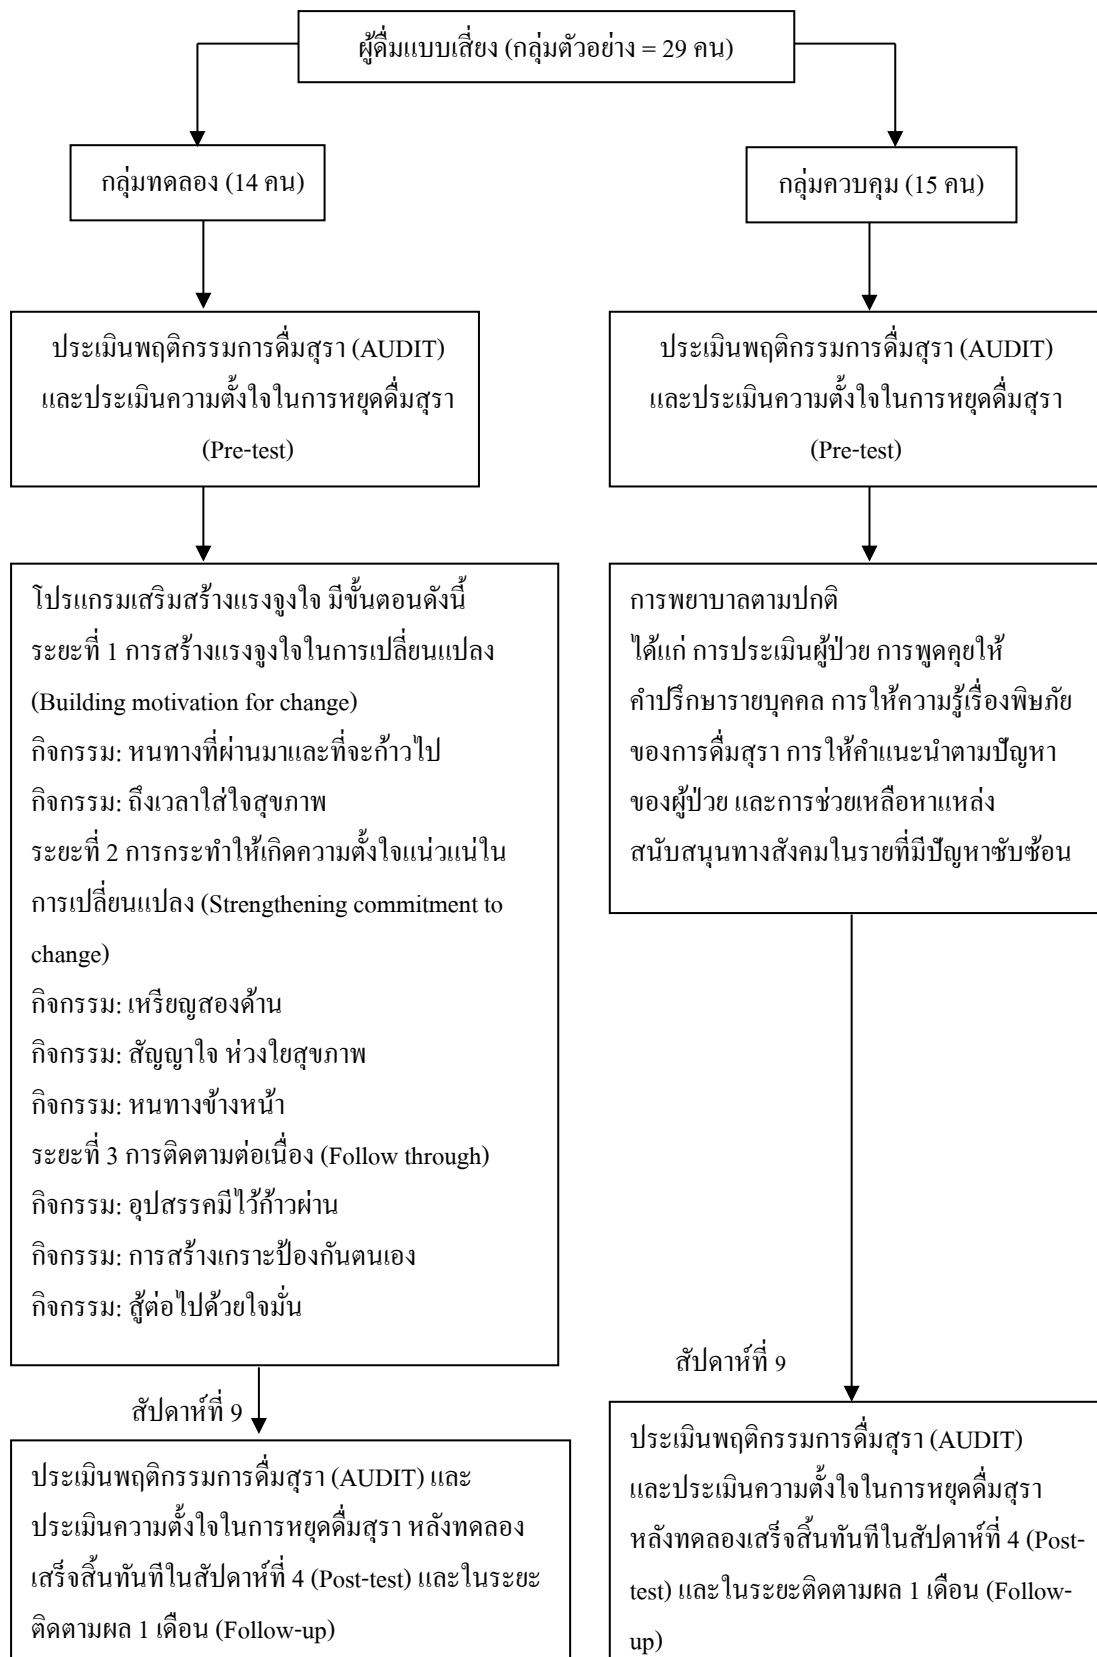 ผู้ดื่มแบบเสี่ยง (กลุ่มตัวอย่าง = 29 คน)
กลุ่มทดลอง (14 คน)
กลุ่มควบคุม (15 คน)
ประเมินพฤติกรรมการดื่มสุรา (AUDIT)
และประเมินความตั้งใจในการหยุดดื่มสุรา
(Pre-test)
ประเมินพฤติกรรมการดื่มสุรา (AUDIT)
และประเมินความตั้งใจในการหยุดดื่มสุรา
(Pre-test)
โปรแกรมเสริมสร้างแรงจูงใจ มีขั้นตอนดังนี้
ระยะที่ 1 การสร้างแรงจูงใจในการเปลี่ยนแปลง
(Building motivation for change)
กิจกรรม: หนทางที่ผ่านมาและที่จะก้าวไป
กิจกรรม: ถึงเวลาใส่ใจสุขภาพ
ระยะที่ 2 การกระทำให้เกิดความตั้งใจแน่วแน่ใน
การเปลี่ยนแปลง (Strengthening commitment to
change)
กิจกรรม: เหรียญสองด้าน
กิจกรรม: สัญญาใจ ห่วงใยสุขภาพ
กิจกรรม: หนทางข้างหน้า
ระยะที่ 3 การติดตามต่อเนื่อง (Follow through)
กิจกรรม: อุปสรรคมีไว้ก้าวผ่าน
กิจกรรม: การสร้างเกราะป้องกันตนเอง
กิจกรรม: สู้ต่อไปด้วยใจมั่น
การพยาบาลตามปกติ
ได้แก่ การประเมินผู้ป่วย การพูดคุยให้
คำปรึกษารายบุคคล การให้ความรู้เรื่องพิษภัย
ของการดื่มสุรา การให้คำแนะนำตามปัญหา
ของผู้ป่วย และการช่วยเหลือหาแหล่ง
สนับสนุนทางสังคมในรายที่มีปัญหาซับซ้อน
สัปดาห์ที่ 9
สัปดาห์ที่ 9
ประเมินพฤติกรรมการดื่มสุรา (AUDIT) และ
ประเมินความตั้งใจในการหยุดดื่มสุรา หลังทดลอง
เสร็จสิ้นทันทีในสัปดาห์ที่ 4 (Post-test) และในระยะ
ติดตามผล 1 เดือน (Follow-up)
ประเมินพฤติกรรมการดื่มสุรา (AUDIT)
และประเมินความตั้งใจในการหยุดดื่มสุรา
หลังทดลองเสร็จสิ้นทันทีในสัปดาห์ที่ 4 (Post-
test) และในระยะติดตามผล 1 เดือน (Follow-
up)